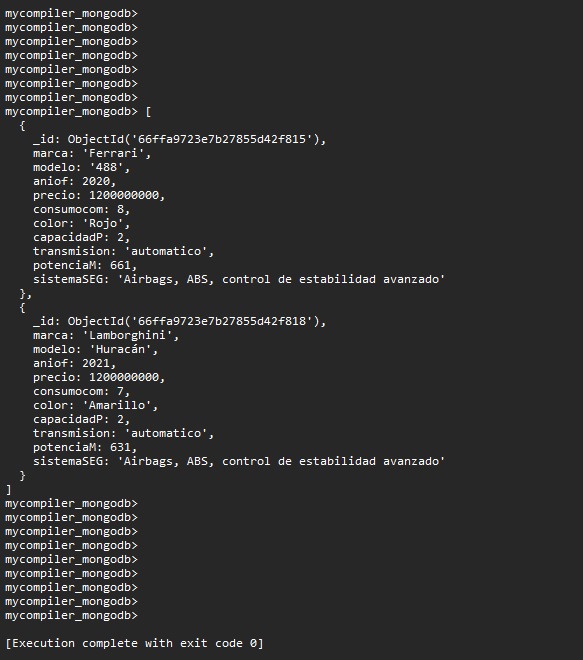 mycompiler_mongodb>
mycompiler_mongodb>
mycompiler_mongodb>
mycompiler_mongodb>
mycompiler_mongodb>
mycompiler_mongodb>
mycompiler_mongodb>
mycompiler_mongodb> [
  {
    _id: ObjectId('66ffa9723e7b27855d42f815'),
    marca: 'Ferrari',
    modelo: '488',
    aniof: 2020,
    precio: 1200000000,
    consumocom: 8,
    color: 'Rojo',
    capacidadP: 2,
    transmision: 'automatico',
    potenciaM: 661,
    sistemaSEG: 'Airbags, ABS, control de estabilidad avanzado'
  },
  {
    _id: ObjectId('66ffa9723e7b27855d42f818'),
    marca: 'Lamborghini',
    modelo: 'Huracán',
    aniof: 2021,
    precio: 1200000000,
    consumocom: 7,
    color: 'Amarillo',
    capacidadP: 2,
    transmision: 'automatico',
    potenciaM: 631,
    sistemaSEG: 'Airbags, ABS, control de estabilidad avanzado'
  }
]
mycompiler_mongodb>
mycompiler_mongodb>
mycompiler_mongodb>
mycompiler_mongodb>
mycompiler_mongodb>
mycompiler_mongodb>
mycompiler_mongodb>
mycompiler_mongodb>
mycompiler_mongodb>
[Execution complete with exit code 0]